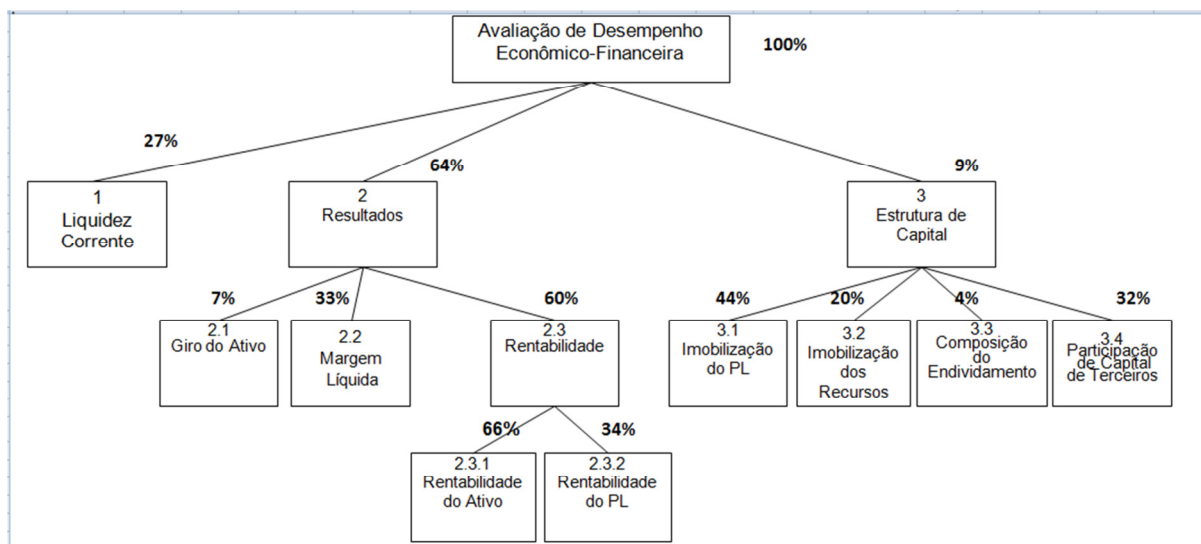 Avaliação de Desempenho
Econômico-Financeira
100%
27%
64%
9%
1
Liquidez
Corrente
2
Resultados
3
Estrutura de
Capital
7%
33%
60%
44%
20%
4%
32%
2.1
Giro do Ativo
2.2
Margem
Líquida
2.3
Rentabilidade
3.1
Imobilização
do PL
3.2
Imobilização
dos
Recursos
3.3
Composição
do
Endividamento
3.4
Participação
de Capital
de Terceiros
66%
34%
2.3.1
Rentabilidade
do Ativo
2.3.2
Rentabilidade
do PL